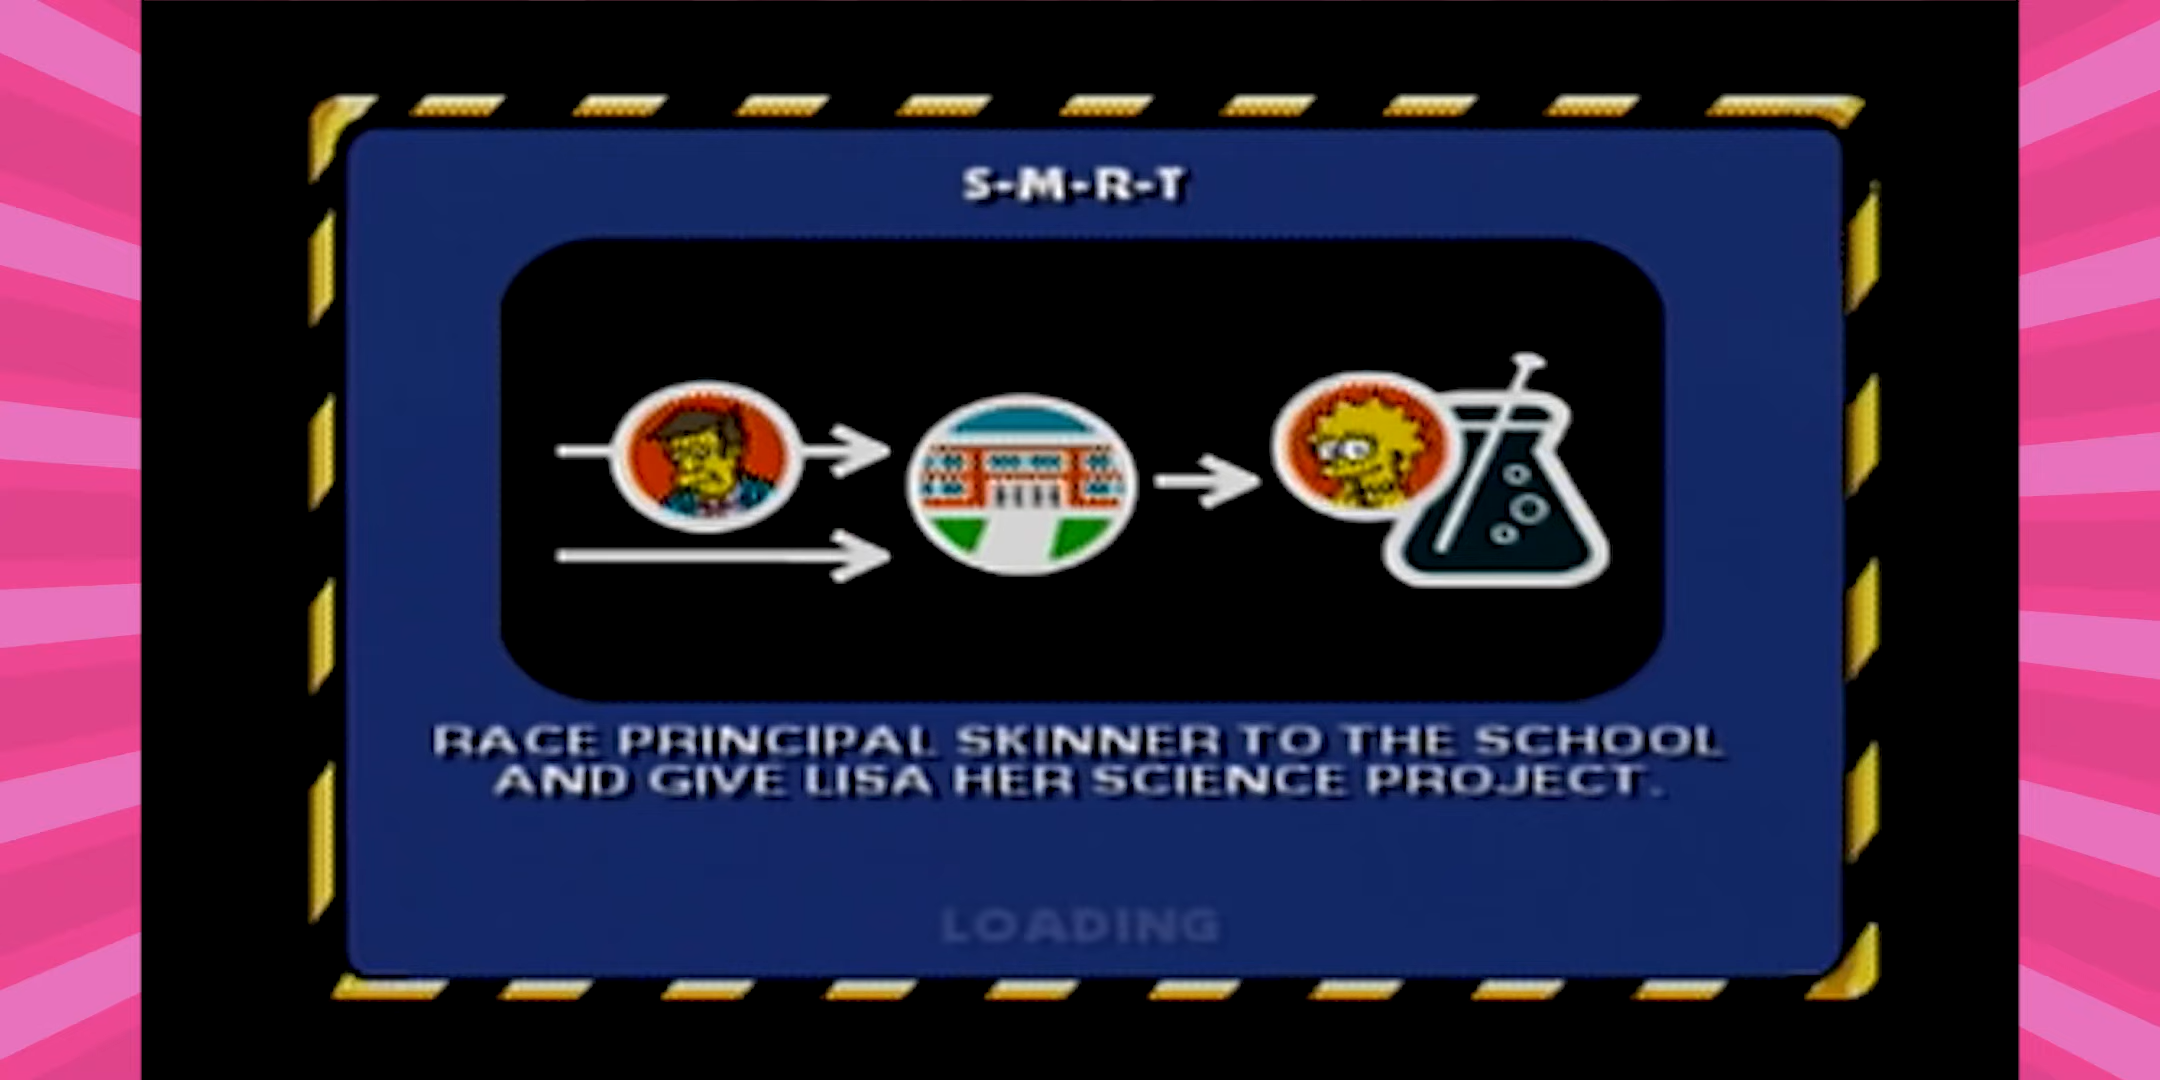 S-M-R-T
RACE PRINCIPAL SKINNER TO THE SCHOOL
AND GIVE LISA HER SCIENCE PROJECT.
LOADING